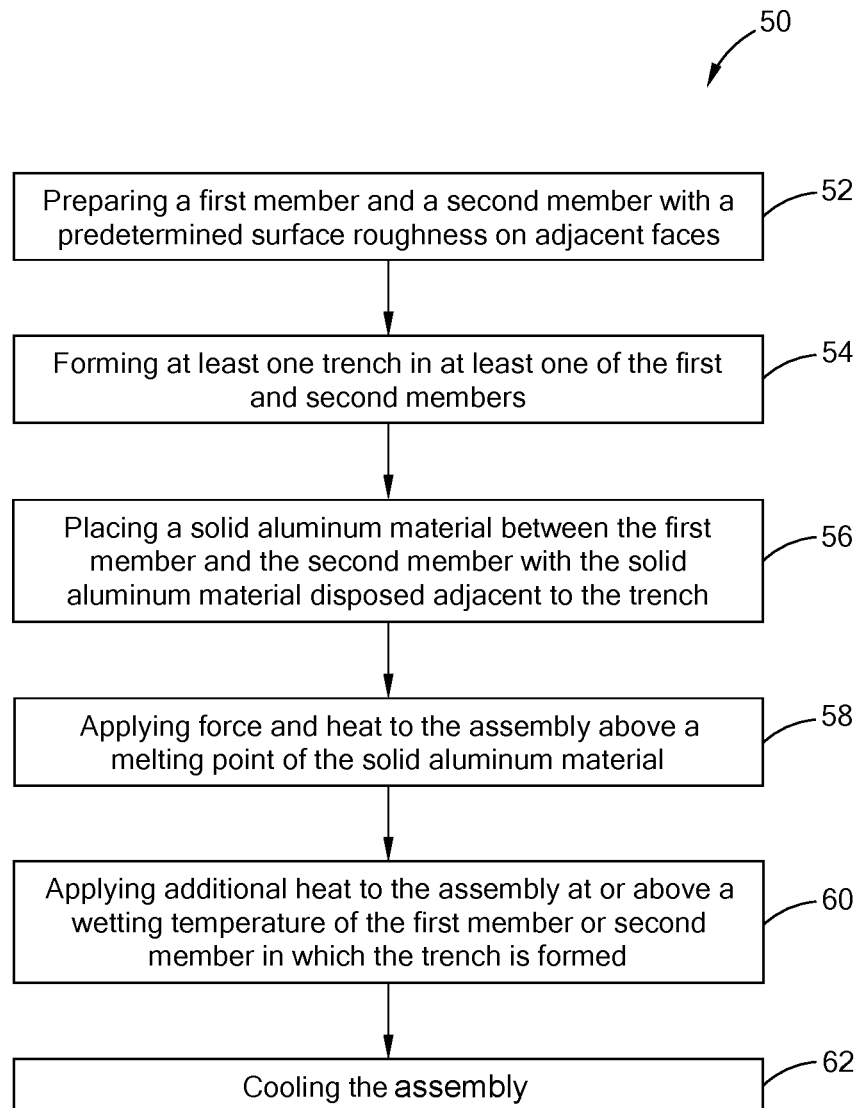 50
Preparing a first member and a second member with a
predetermined surface roughness on adjacent faces
52
Forming at least one trench in at least one of the first
and second members
54
Placing a solid aluminum material between the first
member and the second member with the solid
aluminum material disposed adjacent to the trench
56
Applying force and heat to the assembly above a
melting point of the solid aluminum material
58
Applying additional heat to the assembly at or above a
wetting temperature of the first member or second
member in which the trench is formed
60
Cooling the assembly
62